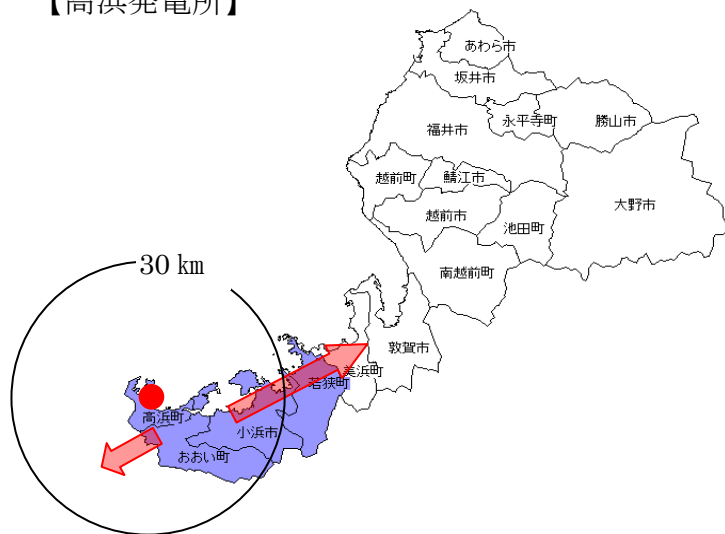 【高浜発電所】
あわら市
坂井市
永平寺町
勝山市
福井市
越前町
鯖江市
大野市
越前市
池田町
南越前町
30 ㎞
敦賀市
美浜町
若狭町
高浜町
小浜市
おおい町